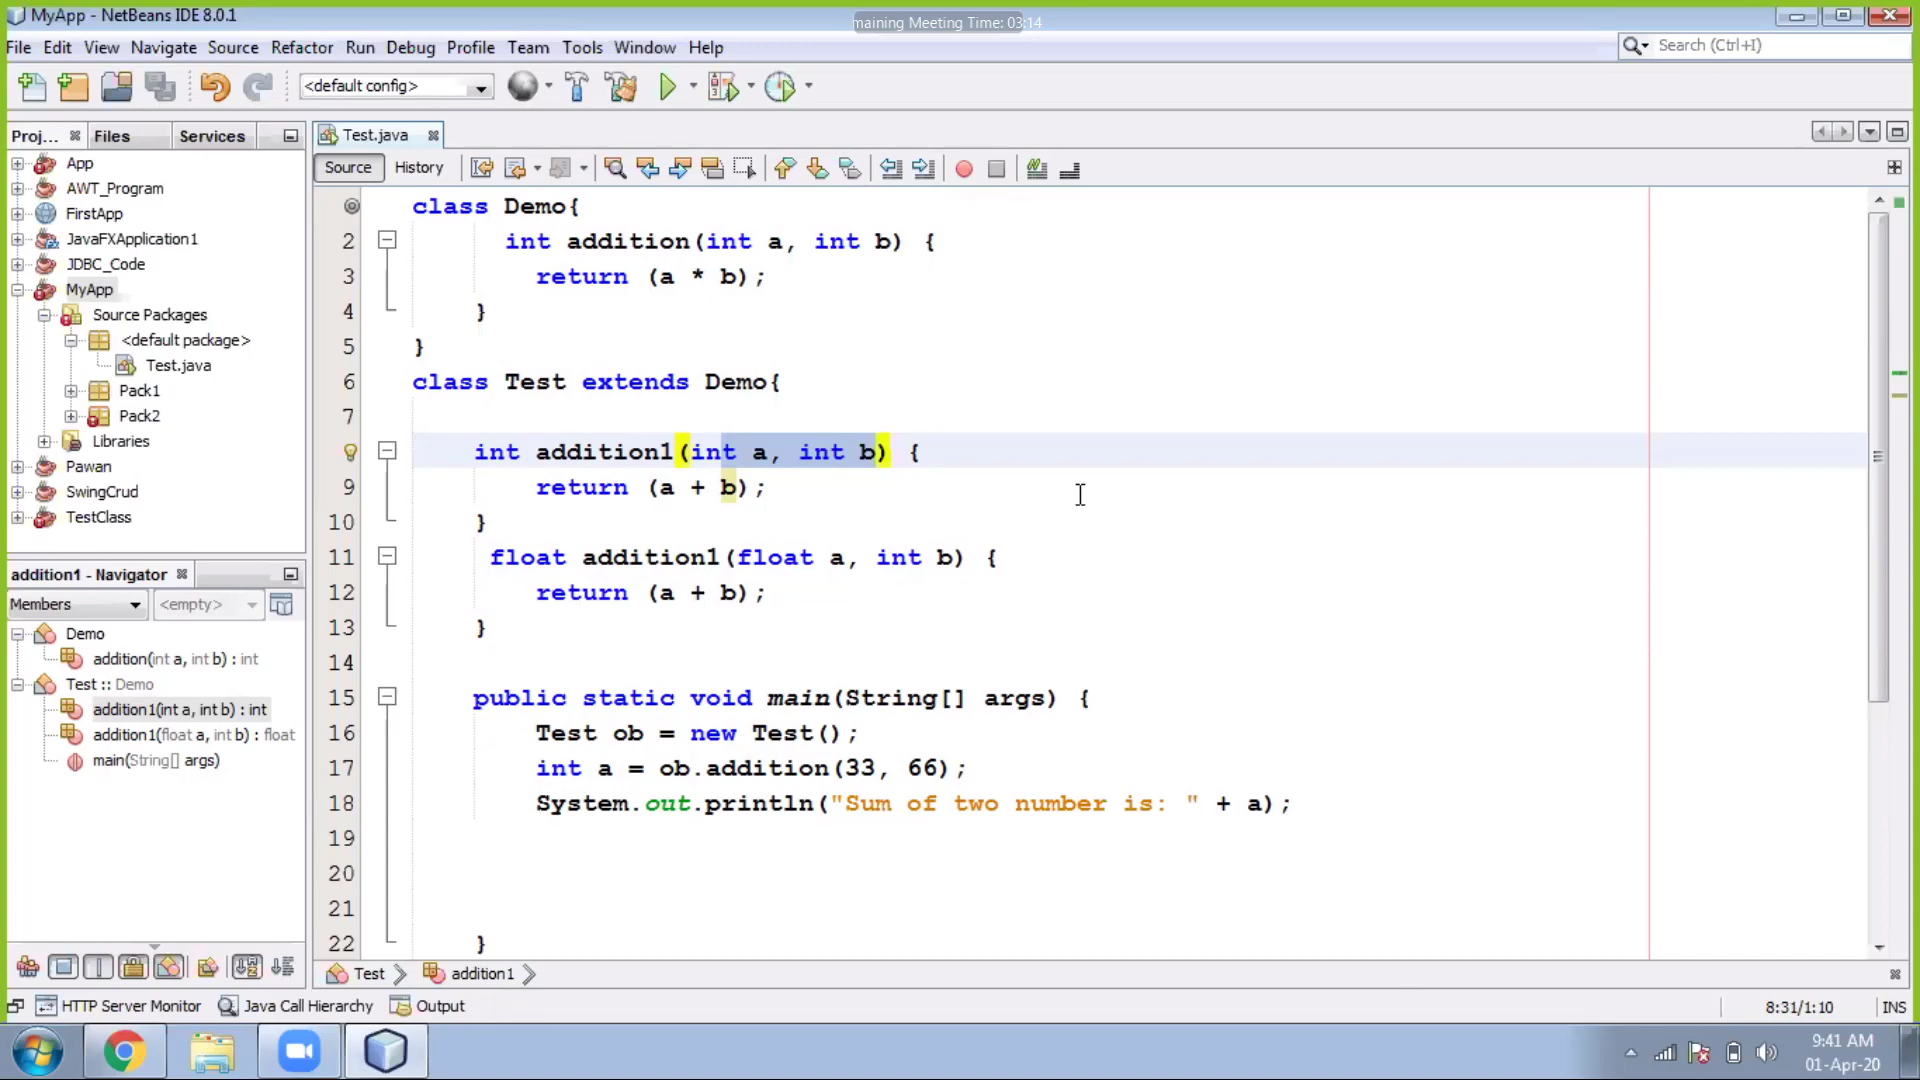 MyApp - NetBeans IDE 8.0.1
maining Meeting Time: 03:14
File Edit View Navigate Source Refactor Run Debug Profile Team Tools Window Help
Search (Ctrl+I)
<default config>
Proj... Files Services
Test.java
Source History
App
AWT_Program
FirstApp
JavaFXApplication1
JDBC_Code
MyApp
Source Packages
<default package>
Test.java
Pack1
Pack2
Libraries
Pawan
SwingCrud
TestClass
addition1 - Navigator
Members <empty>
Demo
addition(int a, int b) : int
Test :: Demo
addition1(int a, int b) : int
addition1(float a, int b) : float
main(String[] args)
class Demo{
2 int addition(int a, int b) {
3 return (a * b);
4 }
5 }
6 class Test extends Demo{
7
int addition1(int a, int b) {
9 return (a + b);
10 }
11 float addition1(float a, int b) {
12 return (a + b);
13 }
14
15 public static void main(String[] args) {
16 Test ob = new Test();
17 int a = ob.addition(33, 66);
18 System.out.println("Sum of two number is: " + a);
19
20
21
22 }
Test addition1
HTTP Server Monitor Java Call Hierarchy Output
8:31/1:10 INS
9:41 AM
01-Apr-20